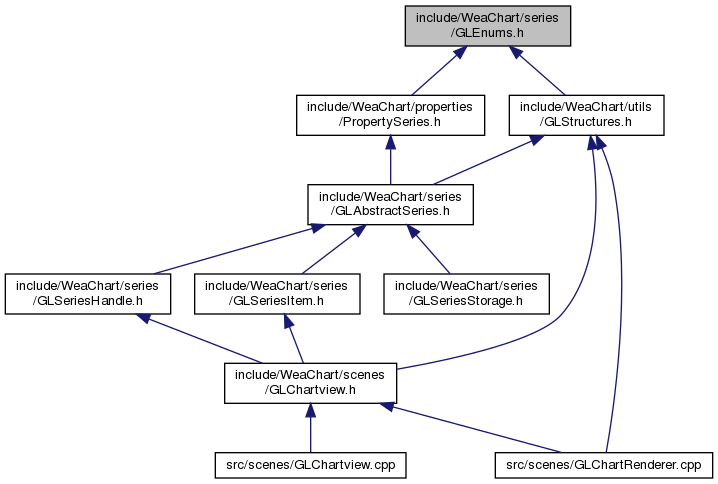 include/WeaChart/series
/GLEnums.h
include/WeaChart/properties
/PropertySeries.h
include/WeaChart/utils
/GLStructures.h
include/WeaChart/series
/GLAbstractSeries.h
include/WeaChart/series
/GLSeriesHandle.h
include/WeaChart/series
/GLSeriesItem.h
include/WeaChart/series
/GLSeriesStorage.h
include/WeaChart/scenes
/GLChartview.h
src/scenes/GLChartview.cpp
src/scenes/GLChartRenderer.cpp